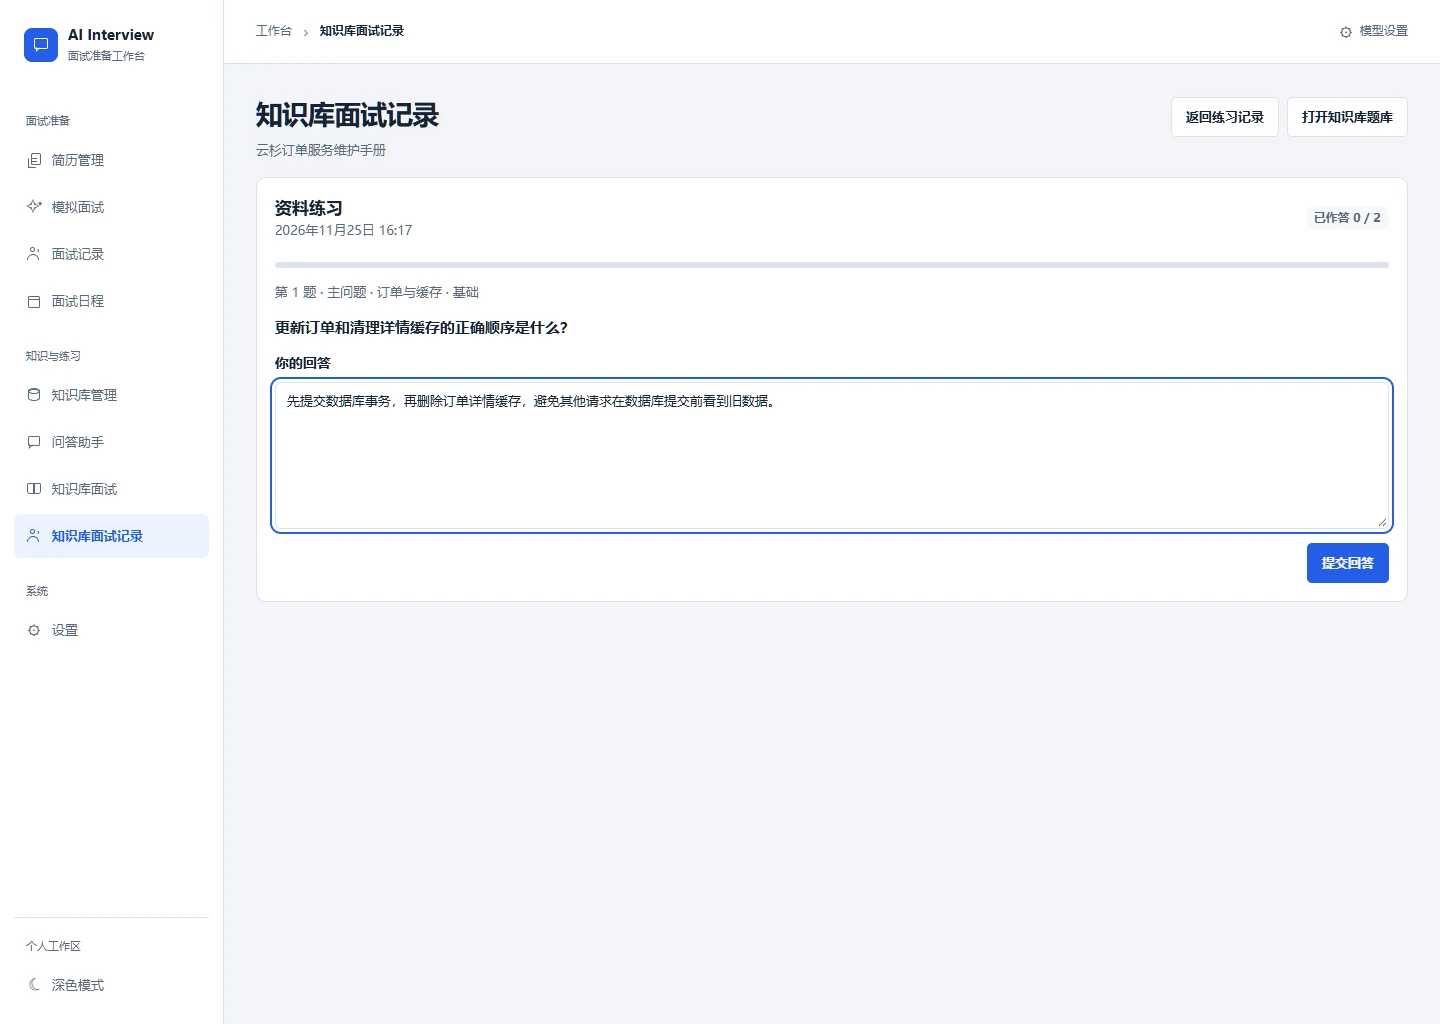 AI Interview
面试准备工作台
面试准备
简历管理
模拟面试
面试记录
面试日程
知识与练习
知识库管理
问答助手
知识库面试
知识库面试记录
系统
设置
个人工作区
深色模式
工作台 › 知识库面试记录
模型设置
知识库面试记录
云杉订单服务维护手册
返回练习记录
打开知识库题库
资料练习
2026年11月25日 16:17
已作答 0 / 2
第 1 题 · 主问题 · 订单与缓存 · 基础
更新订单和清理详情缓存的正确顺序是什么？
你的回答
先提交数据库事务，再删除订单详情缓存，避免其他请求在数据库提交前看到旧数据。
提交回答